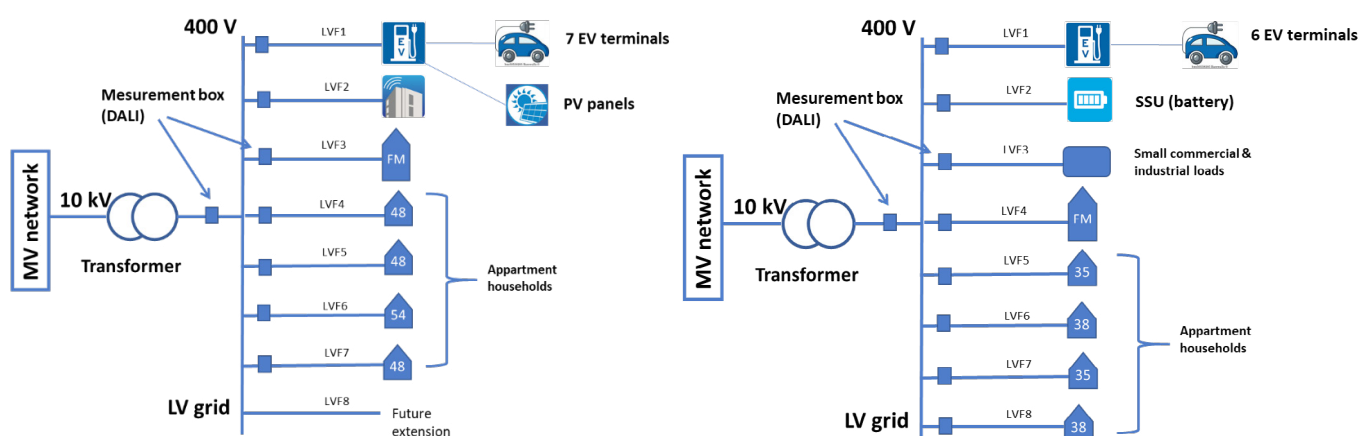 400 V
LVF1
EV
7 EV terminals
LVF2
PV panels
Mesurement box
(DALI)
LVF3
FM
MV network
10 kV
Transformer
LVF4
48
LVF5
48
Appartment
households
LVF6
54
LVF7
48
LV grid
LVF8
Future
extension
400 V
LVF1
EV
6 EV terminals
LVF2
SSU (battery)
Mesurement box
(DALI)
LVF3
Small commercial &
industrial loads
MV network
10 kV
Transformer
LVF4
FM
LVF5
35
LVF6
38
Appartment
households
LVF7
35
LV grid
LVF8
38